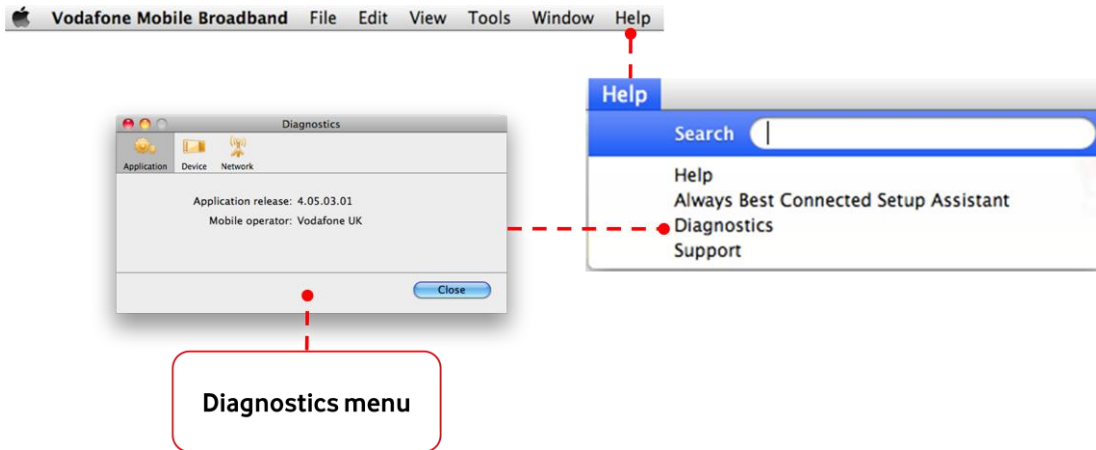 Vodafone Mobile Broadband File Edit View Tools Window Help
Help
Search
Help
Always Best Connected Setup Assistant
Diagnostics
Support
Diagnostics
Application Device Network
Application release: 4.05.03.01
Mobile operator: Vodafone UK
Close
Diagnostics menu